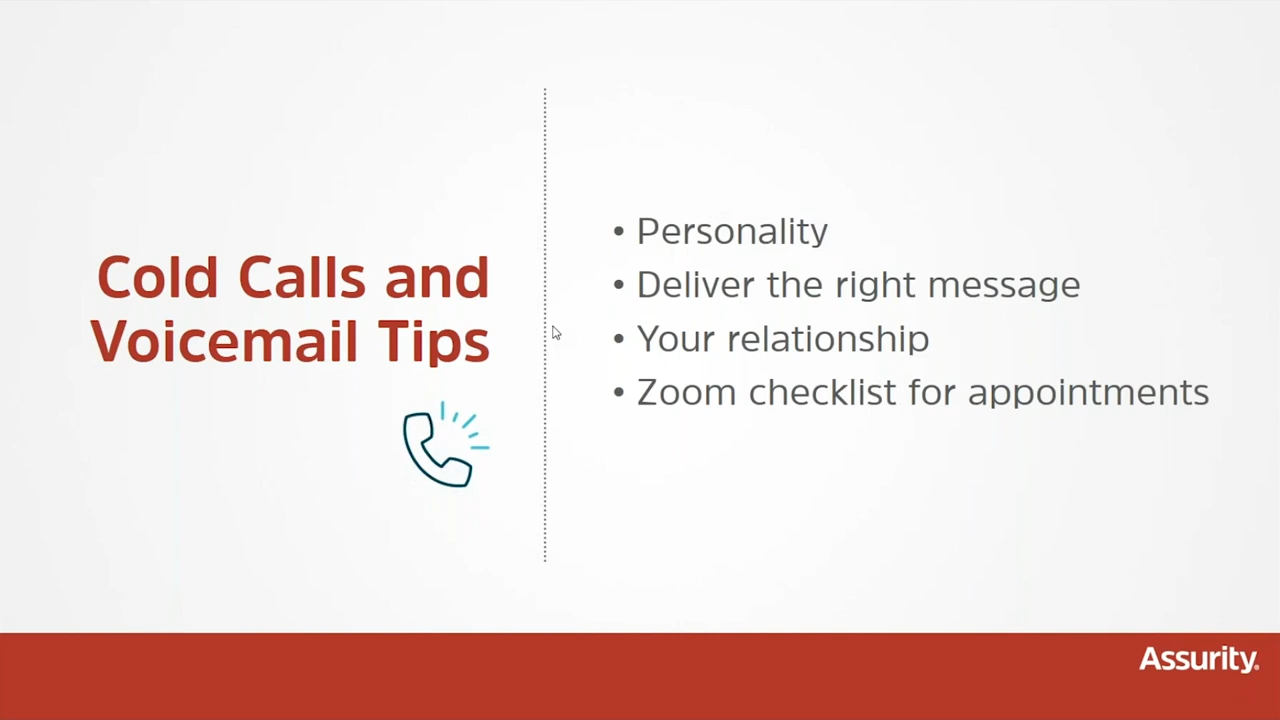 Cold Calls and
Voicemail Tips
• Personality
• Deliver the right message
• Your relationship
• Zoom checklist for appointments
Assurity®